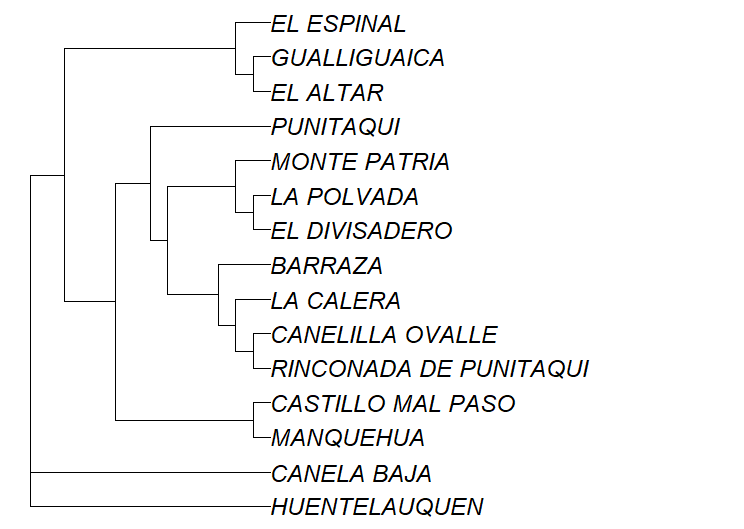 EL ESPINAL
GUALLIGUAICA
EL ALTAR
PUNITAQUI
MONTE PATRIA
LA POLVADA
EL DIVISADERO
BARRAZA
LA CALERA
CANELILLA OVALLE
RINCONADA DE PUNITAQUI
CASTILLO MAL PASO
MANQUEHUA
CANELA BAJA
HUENTELAUQUEN